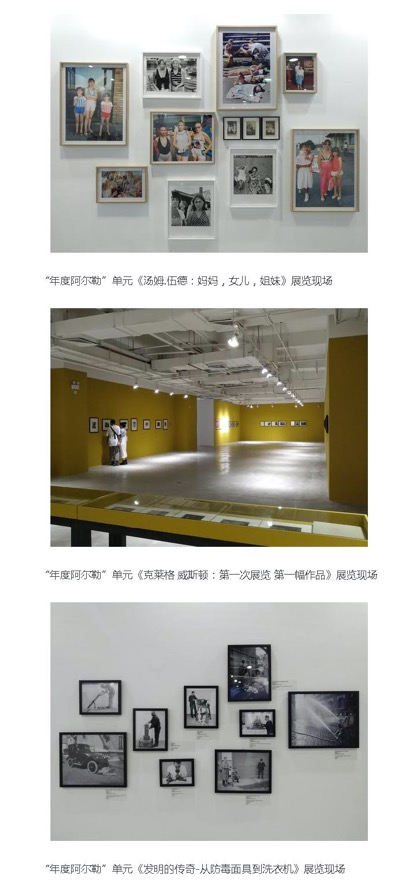 “年度阿尔勒” 单元《汤姆.伍德：妈妈，女儿，姐妹》展览现场
“年度阿尔勒” 单元《克莱格 威斯顿：第一次展览 第一幅作品》展览现场
“年度阿尔勒” 单元《发明的传奇-从防毒面具到洗衣机》展览现场